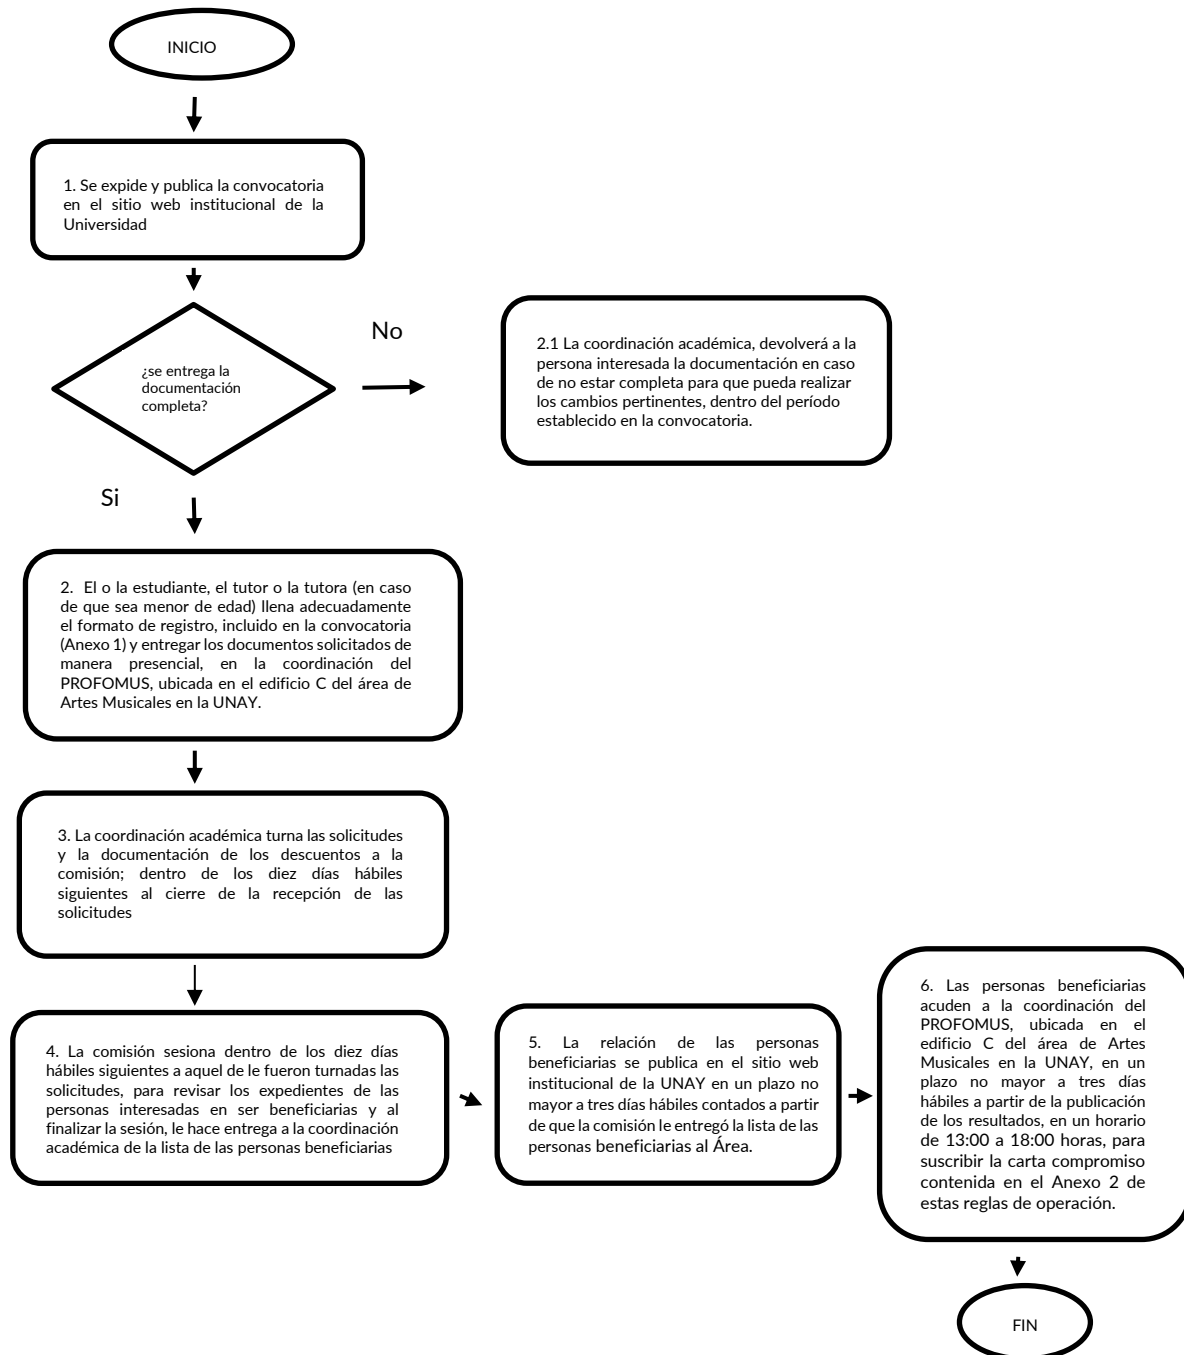 INICIO
1. Se expide y publica la convocatoria
en el sitio web institucional de la
Universidad
¿se entrega la
documentación
completa?
No
2.1 La coordinación académica, devolverá a la
persona interesada la documentación en caso
de no estar completa para que pueda realizar
los cambios pertinentes, dentro del período
establecido en la convocatoria.
Si
2. El o la estudiante, el tutor o la tutora (en caso
de que sea menor de edad) llena adecuadamente
el formato de registro, incluido en la convocatoria
(Anexo 1) y entregar los documentos solicitados de
manera presencial, en la coordinación del
PROFOMUS, ubicada en el edificio C del área de
Artes Musicales en la UNAY.
3. La coordinación académica turna las solicitudes
y la documentación de los descuentos a la
comisión; dentro de los diez días hábiles
siguientes al cierre de la recepción de las
solicitudes
4. La comisión sesiona dentro de los diez días
hábiles siguientes a aquel de le fueron turnadas las
solicitudes, para revisar los expedientes de las
personas interesadas en ser beneficiarias y al
finalizar la sesión, le hace entrega a la coordinación
académica de la lista de las personas beneficiarias
5. La relación de las personas
beneficiarias se publica en el sitio web
institucional de la UNAY en un plazo no
mayor a tres días hábiles contados a partir
de que la comisión le entregó la lista de las
personas beneficiarias al Área.
6. Las personas beneficiarias
acuden a la coordinación del
PROFOMUS, ubicada en el
edificio C del área de Artes
Musicales en la UNAY, en un
plazo no mayor a tres días
hábiles a partir de la publicación
de los resultados, en un horario
de 13:00 a 18:00 horas, para
suscribir la carta compromiso
contenida en el Anexo 2 de
estas reglas de operación.
FIN